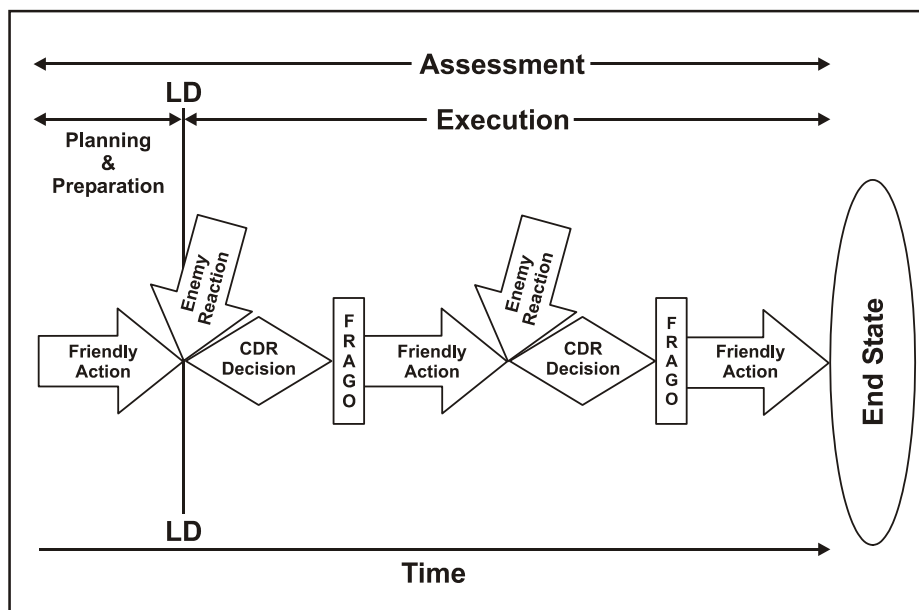 Assessment
LD
Execution
Planning
&
Preparation
Enemy
Reaction
Enemy
Reaction
Friendly
Action
CDR
Decision
F
R
A
G
O
Friendly
Action
CDR
Decision
F
R
A
G
O
Friendly
Action
End State
LD
Time